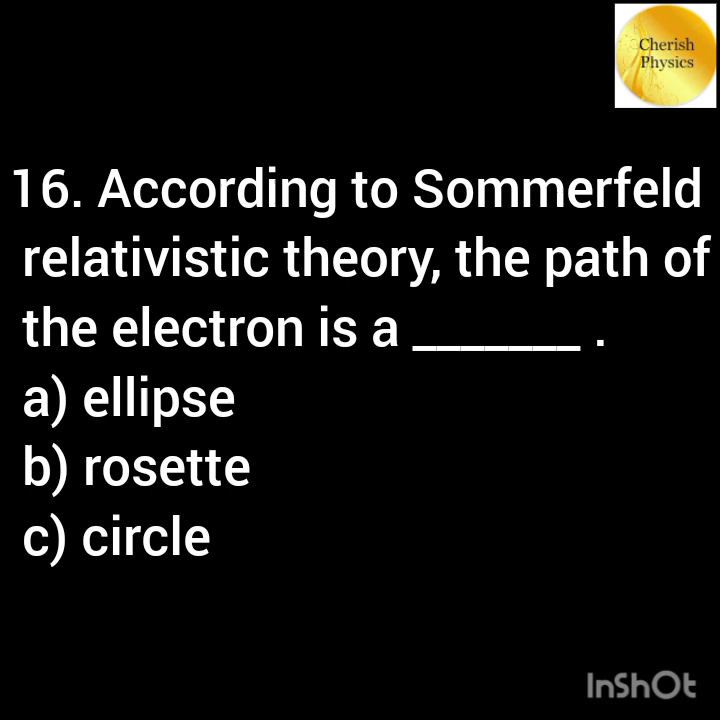 Cherish
Physics
16. According to Sommerfeld
relativistic theory, the path of
the electron is a _______ .
a) ellipse
b) rosette
c) circle
InShOt